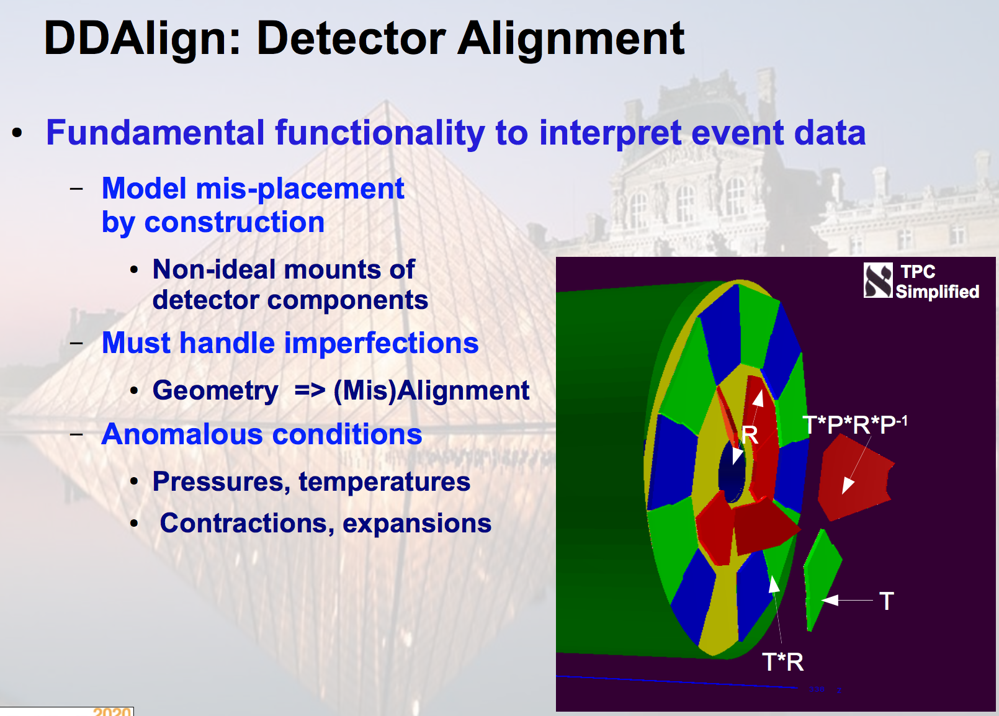 DDAlign: Detector Alignment
• Fundamental functionality to interpret event data
– Model mis-placement
by construction
• Non-ideal mounts of
detector components
– Must handle imperfections
• Geometry => (Mis)Alignment
– Anomalous conditions
• Pressures, temperatures
• Contractions, expansions
ℵ TPC
Simplified
R
T*P*R*P-1
T
T*R
2020